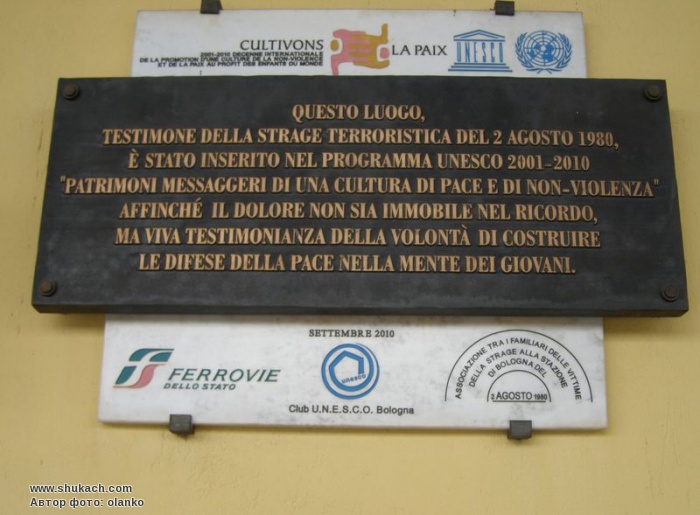 CULTIVONS LA PAIX
2001-2010 DECENNIE INTERNATIONALE
DE LA PROMOTION D'UNE CULTURE DE LA NON-VIOLENCE
ET DE LA PAIX AU PROFIT DES ENFANTS DU MONDE
UNESCO
QUESTO LUOGO,
TESTIMONE DELLA STRAGE TERRORISTICA DEL 2 AGOSTO 1980,
È STATO INSERITO NEL PROGRAMMA UNESCO 2001-2010
"PATRIMONI MESSAGGERI DI UNA CULTURA DI PACE E DI NON-VIOLENZA"
AFFINCHÉ IL DOLORE NON SIA IMMOBILE NEL RICORDO,
MA VIVA TESTIMONIANZA DELLA VOLONTÀ DI COSTRUIRE
LE DIFESE DELLA PACE NELLA MENTE DEI GIOVANI.
SETTEMBRE 2010
FERROVIE
DELLO STATO
unesco
Club U.N.E.S.C.O. Bologna
ASSOCIAZIONE TRA I FAMILIARI DELLE VITTIME
DELLA STRAGE ALLA STAZIONE
DI BOLOGNA DEL
2 AGOSTO 1980
www.shukach.com
Автор фото: olanko